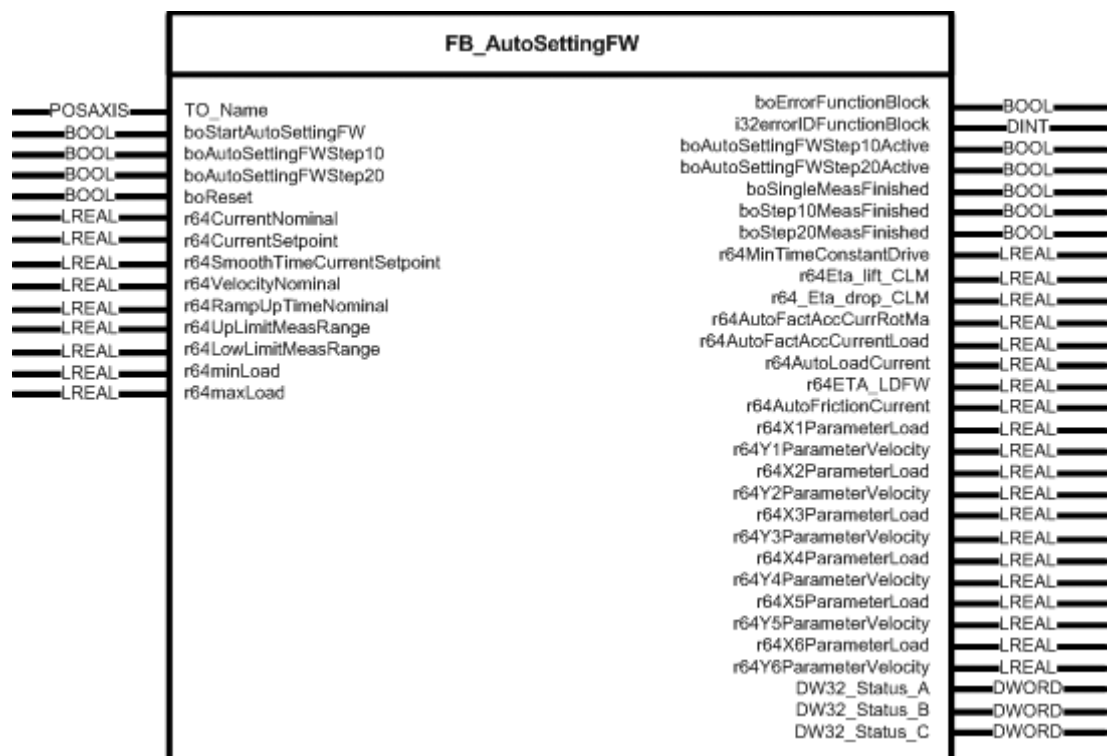 FB_AutoSettingFW
POSAXIS TO_Name
BOOL boStartAutoSettingFW
BOOL boAutoSettingFWStep10
BOOL boAutoSettingFWStep20
BOOL boReset
LREAL r64CurrentNominal
LREAL r64CurrentSetpoint
LREAL r64SmoothTimeCurrentSetpoint
LREAL r64VelocityNominal
LREAL r64RampUpTimeNominal
LREAL r64UpLimitMeasRange
LREAL r64LowLimitMeasRange
LREAL r64minLoad
LREAL r64maxLoad
boErrorFunctionBlock BOOL
i32errorIDFunctionBlock DINT
boAutoSettingFWStep10Active BOOL
boAutoSettingFWStep20Active BOOL
boSingleMeasFinished BOOL
boStep10MeasFinished BOOL
boStep20MeasFinished BOOL
r64MinTimeConstantDrive LREAL
r64Eta_lift_CLM LREAL
r64_Eta_drop_CLM LREAL
r64AutoFactAccCurrRotMa LREAL
r64AutoFactAccCurrentLoad LREAL
r64AutoLoadCurrent LREAL
r64ETA_LDFW LREAL
r64AutoFrictionCurrent LREAL
r64X1ParameterLoad LREAL
r64Y1ParameterVelocity LREAL
r64X2ParameterLoad LREAL
r64Y2ParameterVelocity LREAL
r64X3ParameterLoad LREAL
r64Y3ParameterVelocity LREAL
r64X4ParameterLoad LREAL
r64Y4ParameterVelocity LREAL
r64X5ParameterLoad LREAL
r64Y5ParameterVelocity LREAL
r64X6ParameterLoad LREAL
r64Y6ParameterVelocity LREAL
DW32_Status_A DWORD
DW32_Status_B DWORD
DW32_Status_C DWORD